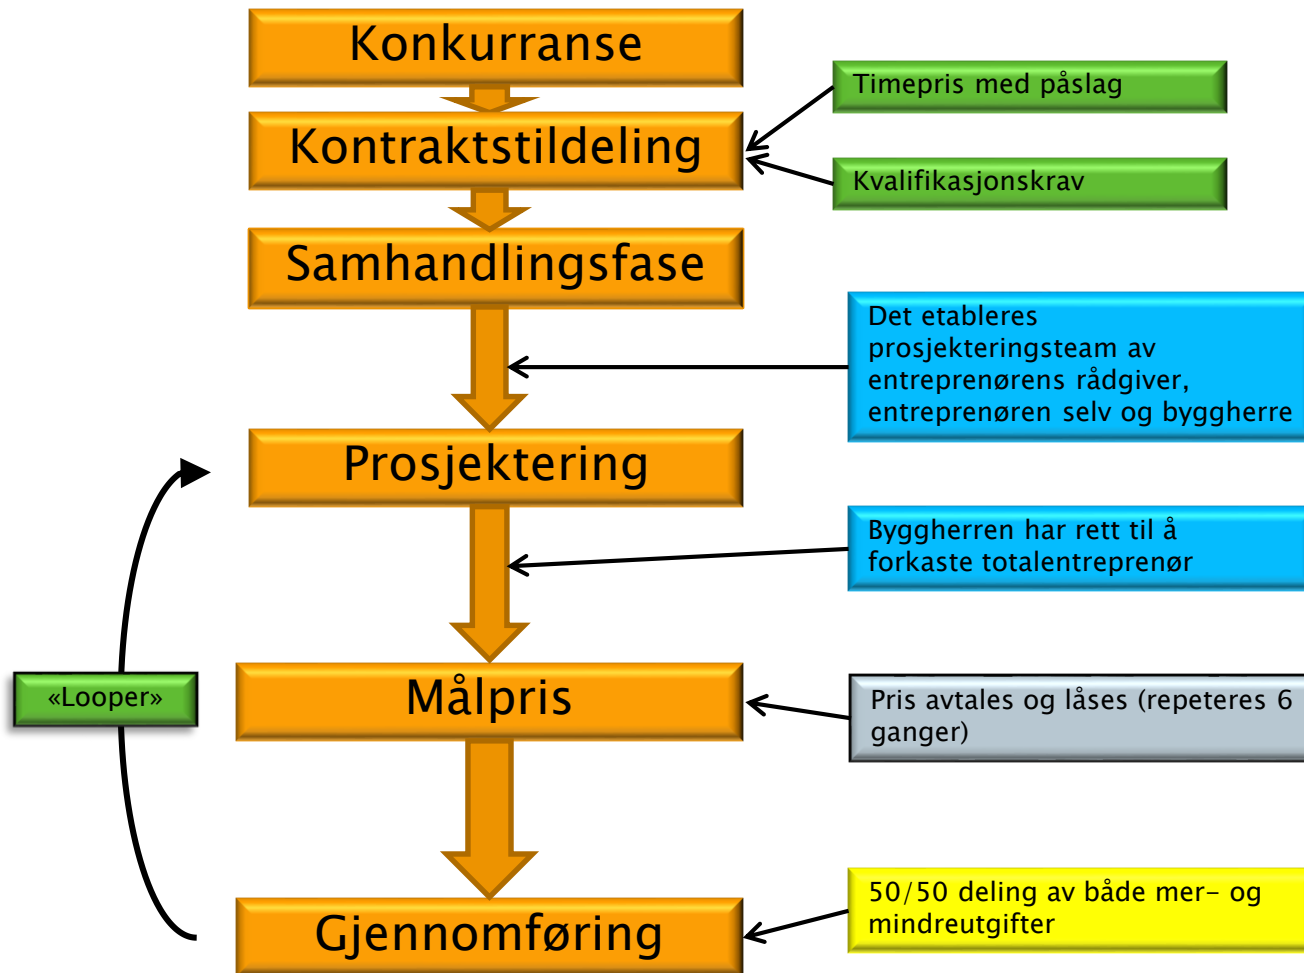 Konkurranse
Timepris med påslag
Kontraktstildeling
Kvalifikasjonskrav
Samhandlingsfase
Det etableres
prosjekteringsteam av
entreprenørens rådgiver,
entreprenøren selv og byggherre
Prosjektering
Byggherren har rett til å
forkaste totalentreprenør
«Looper»
Målpris
Pris avtales og låses (repeteres 6
ganger)
50/50 deling av både mer- og
mindreutgifter
Gjennomføring